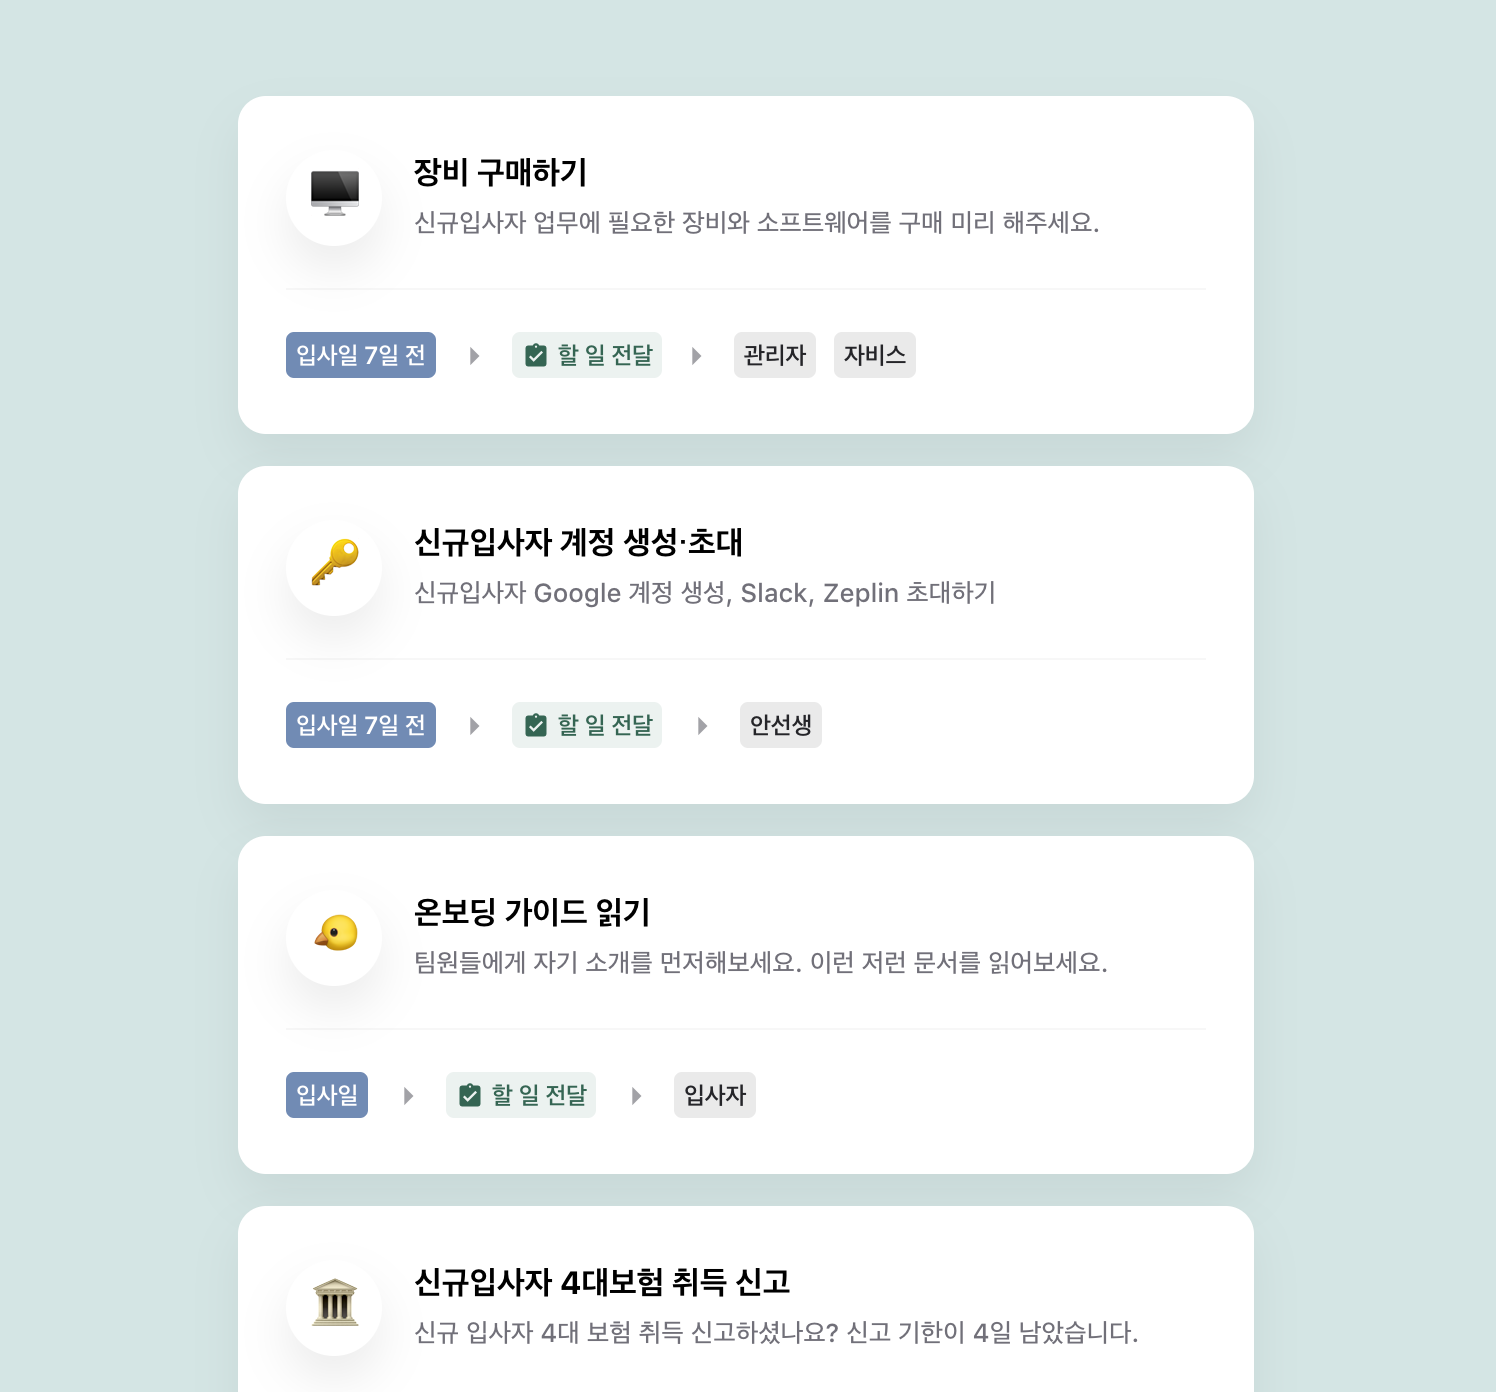 장비 구매하기
신규입사자 업무에 필요한 장비와 소프트웨어를 구매 미리 해주세요.
입사일 7일 전 할 일 전달 관리자 자비스
신규입사자 계정 생성·초대
신규입사자 Google 계정 생성, Slack, Zeplin 초대하기
입사일 7일 전 할 일 전달 안선생
온보딩 가이드 읽기
팀원들에게 자기 소개를 먼저해보세요. 이런 저런 문서를 읽어보세요.
입사일 할 일 전달 입사자
신규입사자 4대보험 취득 신고
신규 입사자 4대 보험 취득 신고하셨나요? 신고 기한이 4일 남았습니다.